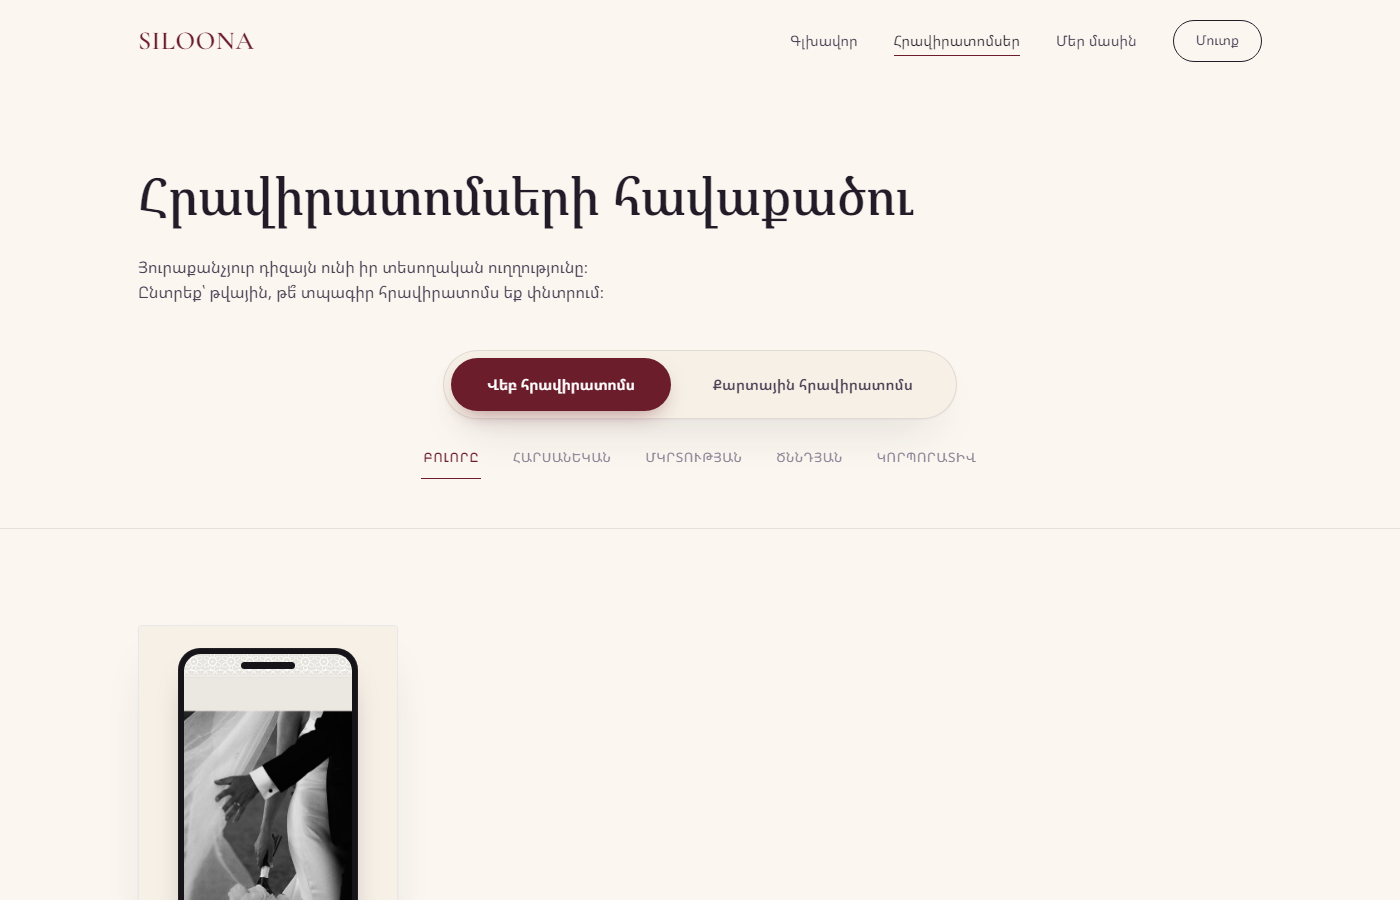 SILOONA
Գլխավոր
Հրավիրատոմսեր
Մեր մասին
Մուտք
Հրավիրատոմսերի հավաքածու
Յուրաքանչյուր դիզայն ունի իր տեսողական ուղղությունը։
Ընտրեք՝ թվային, թե՞ տպագիր հրավիրատոմս եք փնտրում։
Վեբ հրավիրատոմս
Քարտային հրավիրատոմս
ԲՈԼՈՐԸ
ՀԱՐՍԱՆԵԿԱՆ
ՄԿՐՏՈՒԹՅԱՆ
ԾՆՆԴՅԱՆ
ԿՈՐՊՈՐԱՏԻՎ